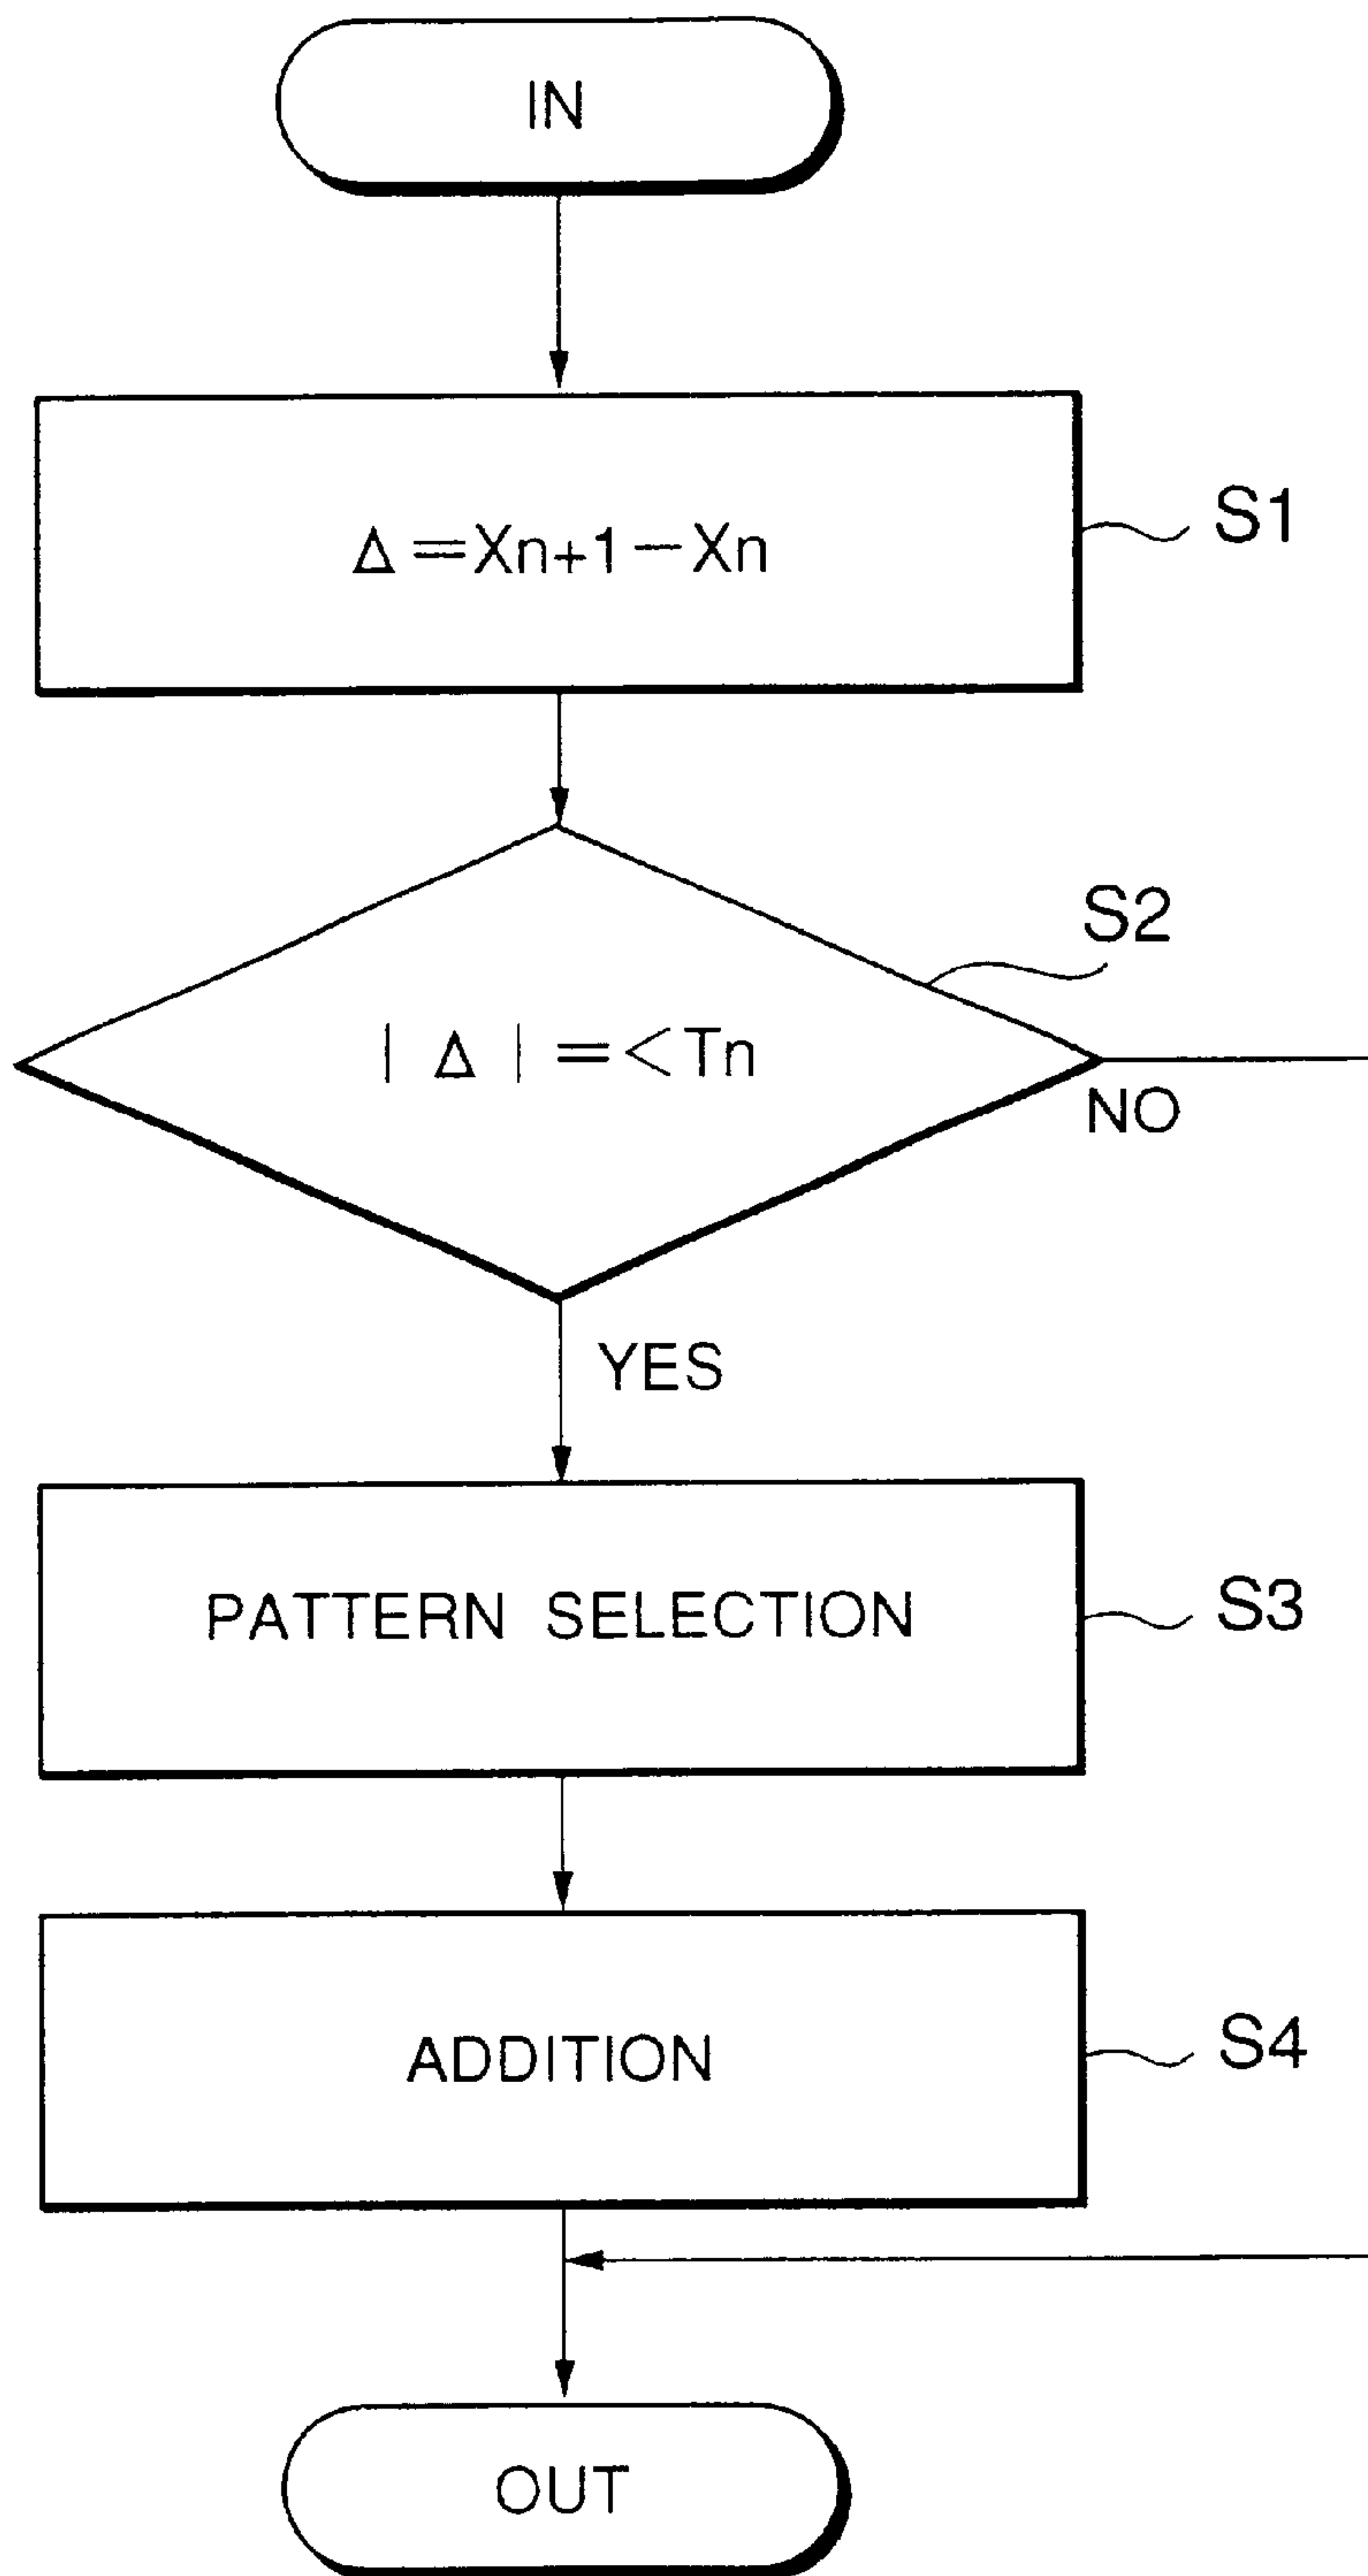 IN
Δ=Xn+1-Xn
S1
S2
| Δ | =<Tn
NO
YES
PATTERN SELECTION
S3
ADDITION
S4
OUT